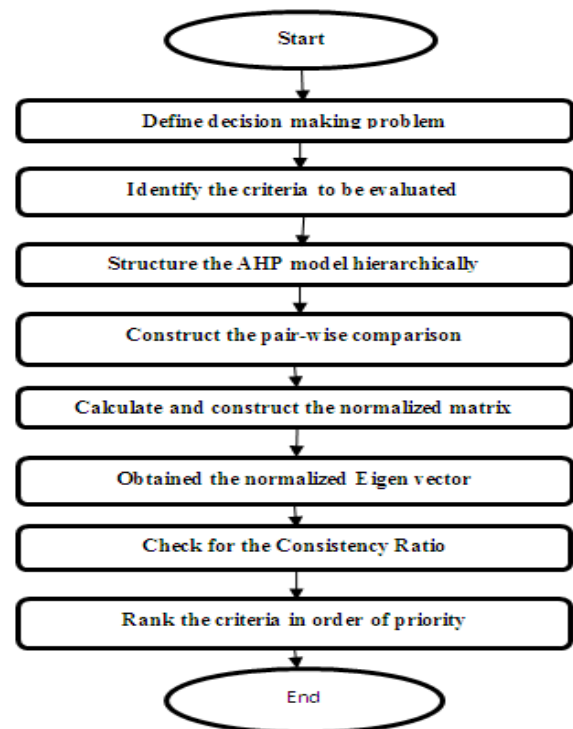 Start
Define decision making problem
Identify the criteria to be evaluated
Structure the AHP model hierarchically
Construct the pair-wise comparison
Calculate and construct the normalized matrix
Obtained the normalized Eigen vector
Check for the Consistency Ratio
Rank the criteria in order of priority
End